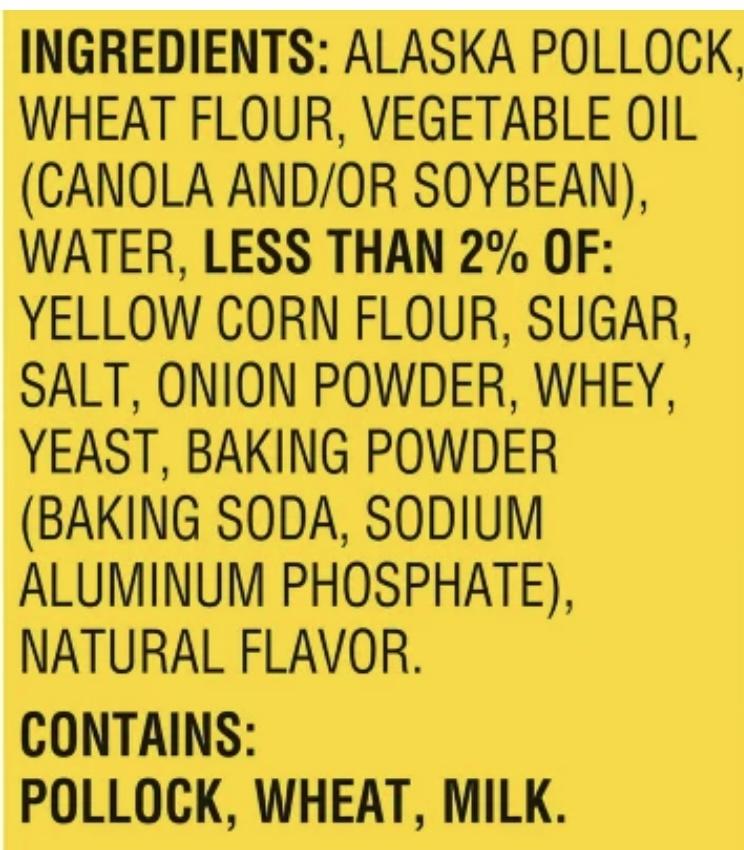 INGREDIENTS: ALASKA POLLOCK,
WHEAT FLOUR, VEGETABLE OIL
(CANOLA AND/OR SOYBEAN),
WATER, LESS THAN 2% OF:
YELLOW CORN FLOUR, SUGAR,
SALT, ONION POWDER, WHEY,
YEAST, BAKING POWDER
(BAKING SODA, SODIUM
ALUMINUM PHOSPHATE),
NATURAL FLAVOR.
CONTAINS:
POLLOCK, WHEAT, MILK.